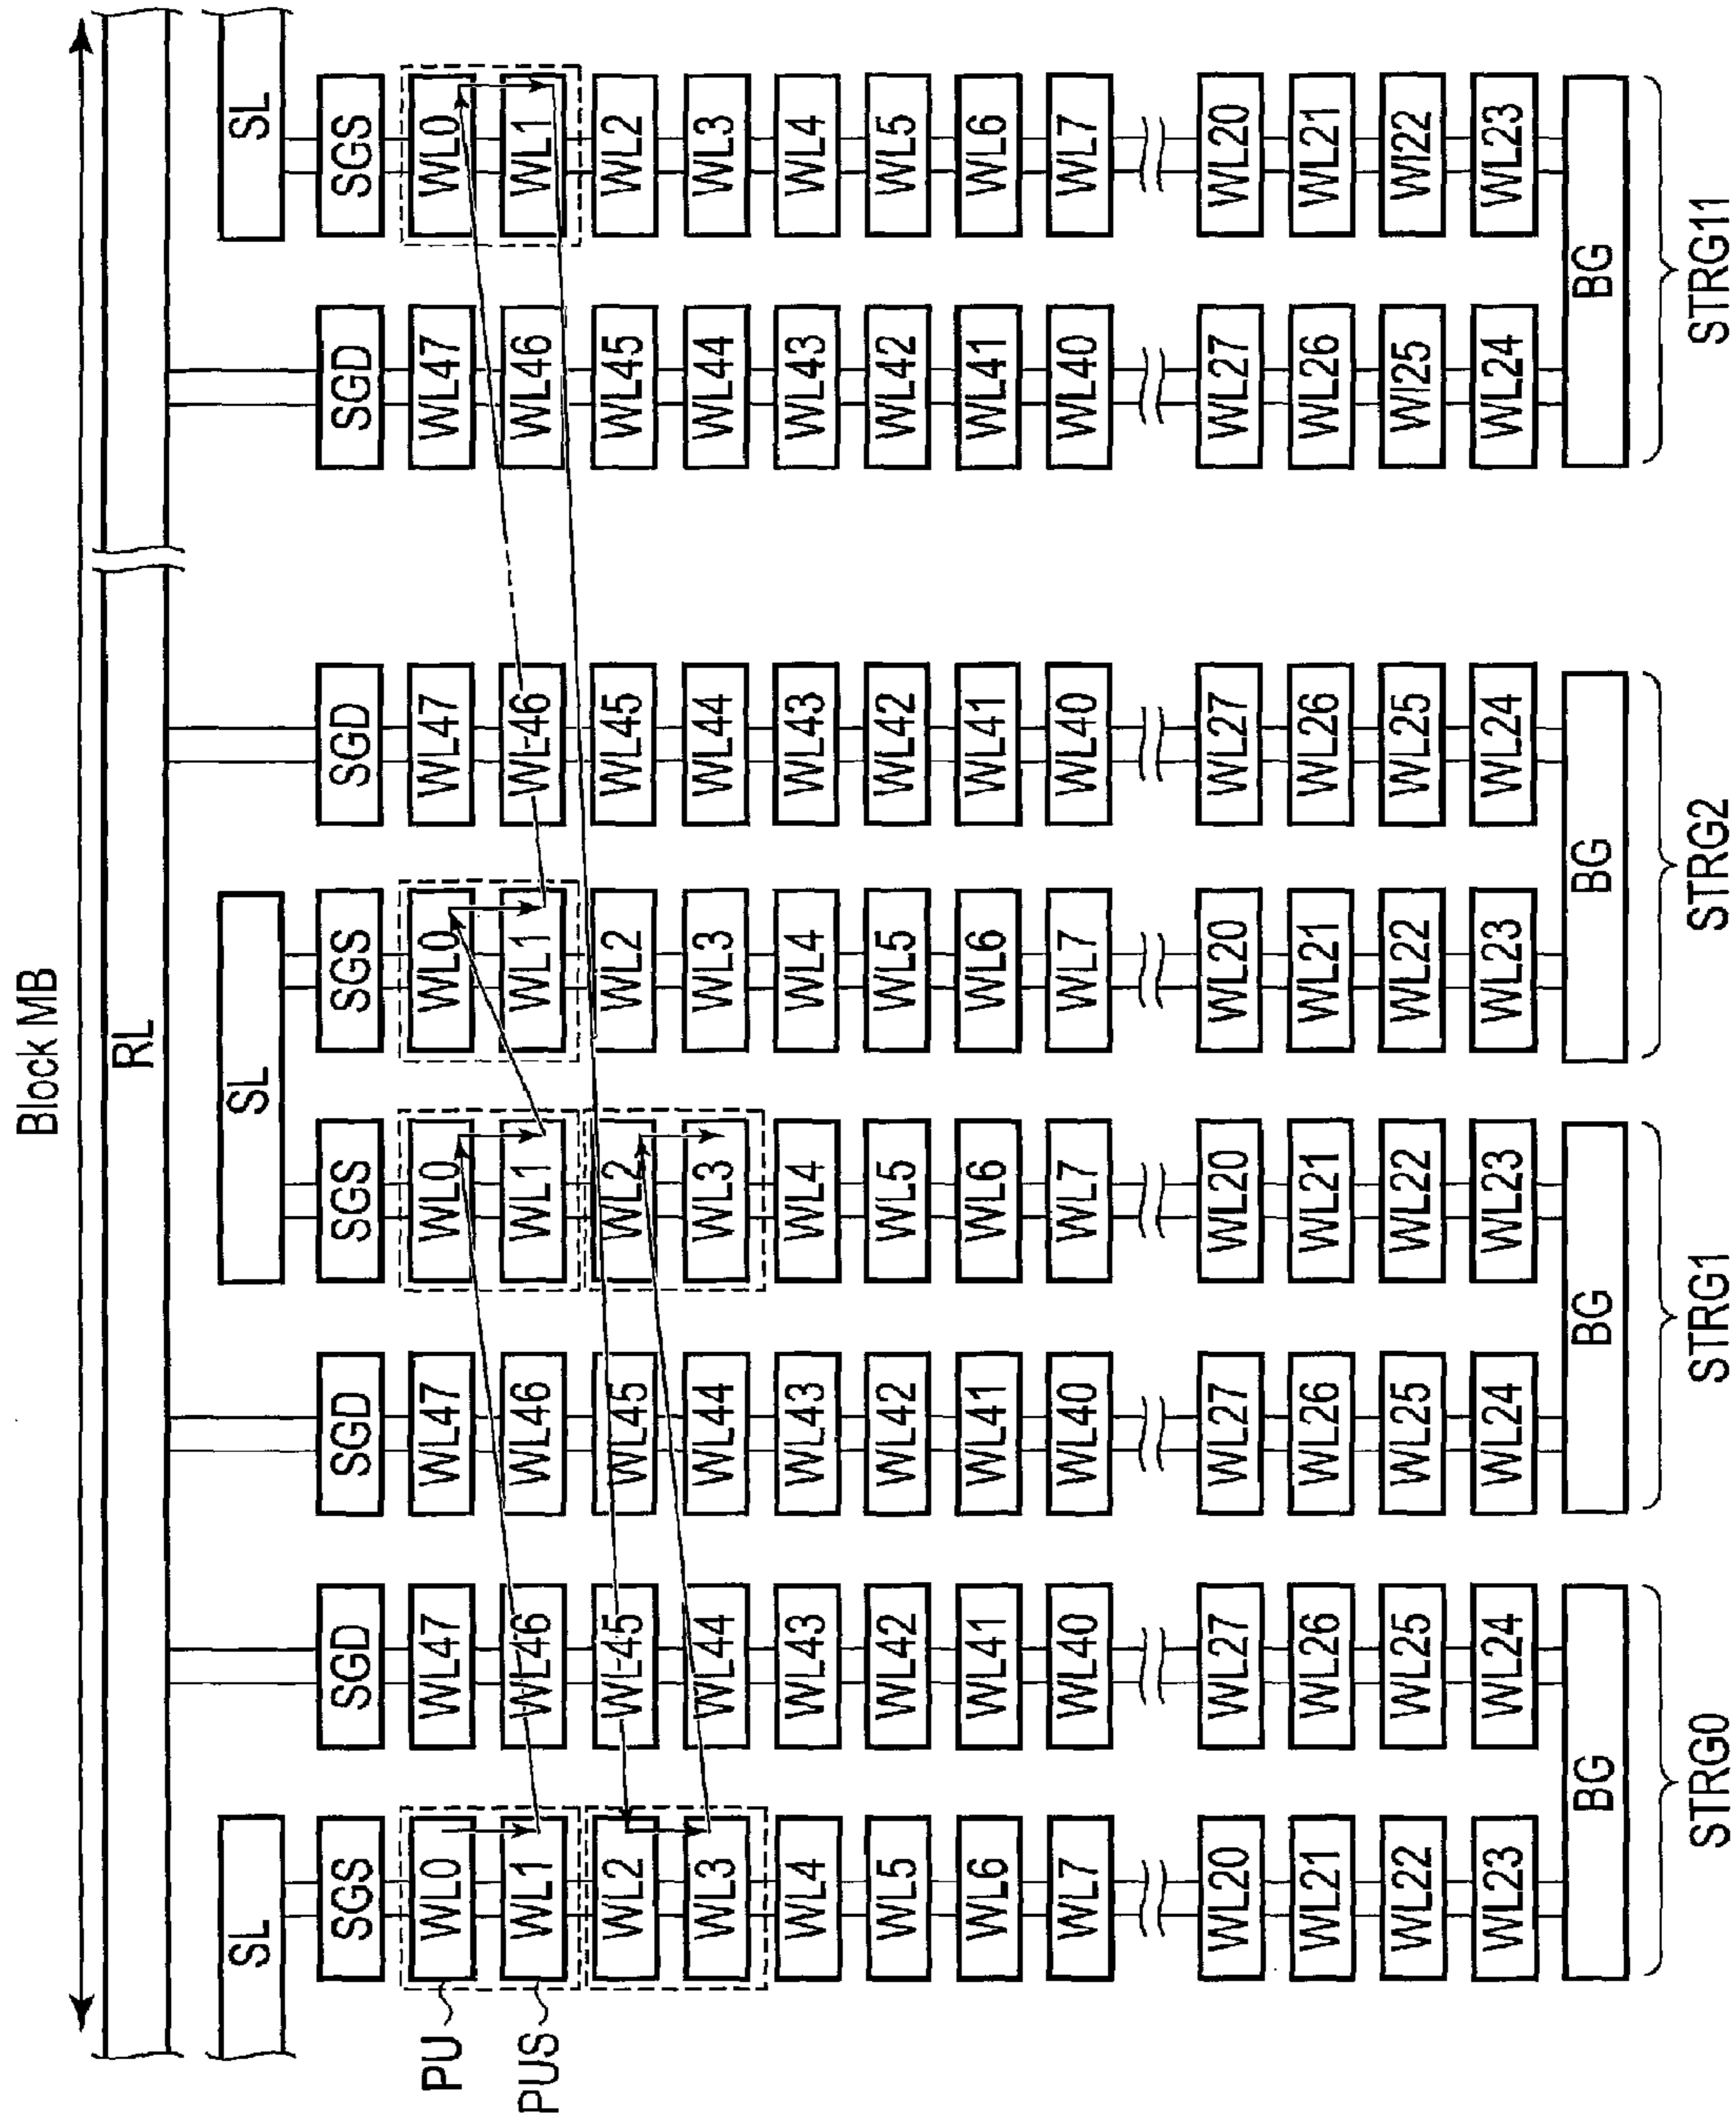 Block MB
RL
SL SL SL
SGS SGD SGD SGS SGS SGD SGD SGS
PU WL0 WL47 WL47 WL0 WL0 WL47 WL47 WL0
PUS WL1 WL46 WL46 WL1 WL1 WL46 WL46 WL1
WL2 WL45 WL45 WL2 WL2 WL45 WL45 WL2
WL3 WL44 WL44 WL3 WL3 WL44 WL44 WL3
WL4 WL43 WL43 WL4 WL4 WL43 WL43 WL4
WL5 WL42 WL42 WL5 WL5 WL42 WL42 WL5
WL6 WL41 WL41 WL6 WL6 WL41 WL41 WL6
WL7 WL40 WL40 WL7 WL7 WL40 WL40 WL7
WL20 WL27 WL27 WL20 WL20 WL27 WL27 WL20
WL21 WL26 WL26 WL21 WL21 WL26 WL26 WL21
WL22 WL25 WL25 WL22 WL22 WL25 Wl25 Wl22
WL23 WL24 WL24 WL23 WL23 WL24 WL24 WL23
BG BG BG BG
STRG0 STRG1 STRG2 STRG11